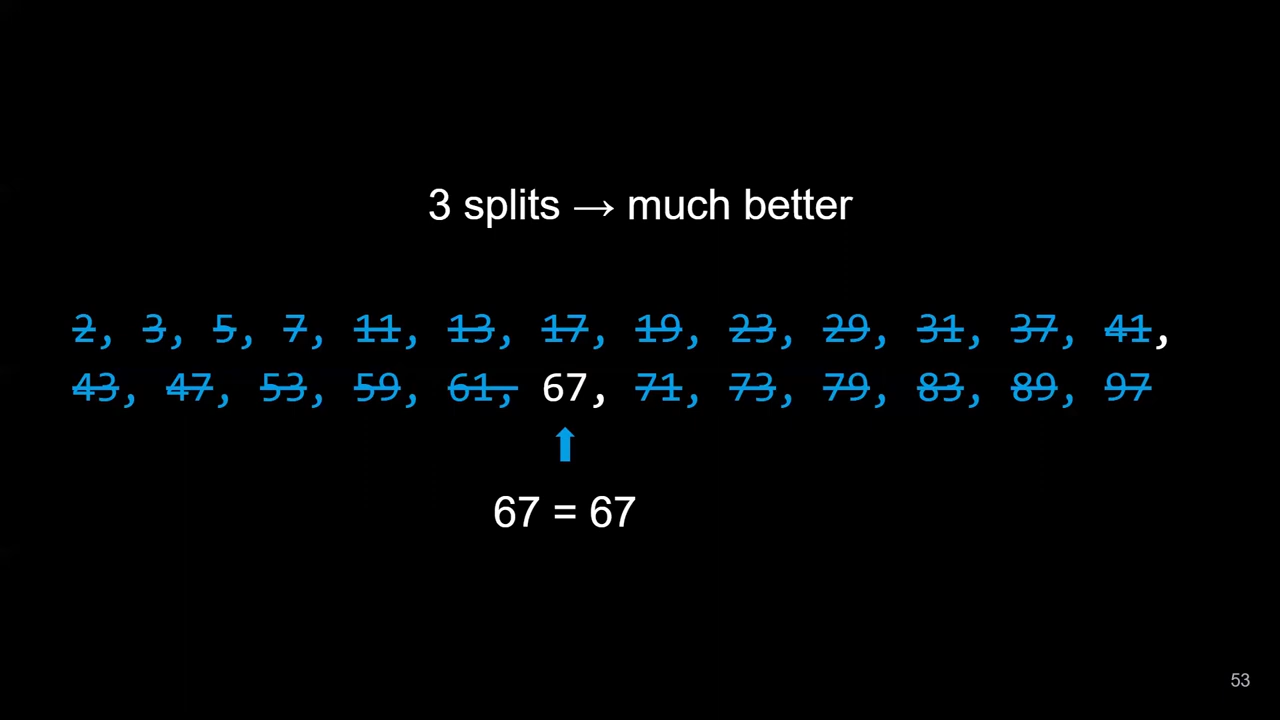 3 splits → much better
2, 3, 5, 7, 11, 13, 17, 19, 23, 29, 31, 37, 41,
43, 47, 53, 59, 61, 67, 71, 73, 79, 83, 89, 97
67 = 67
53